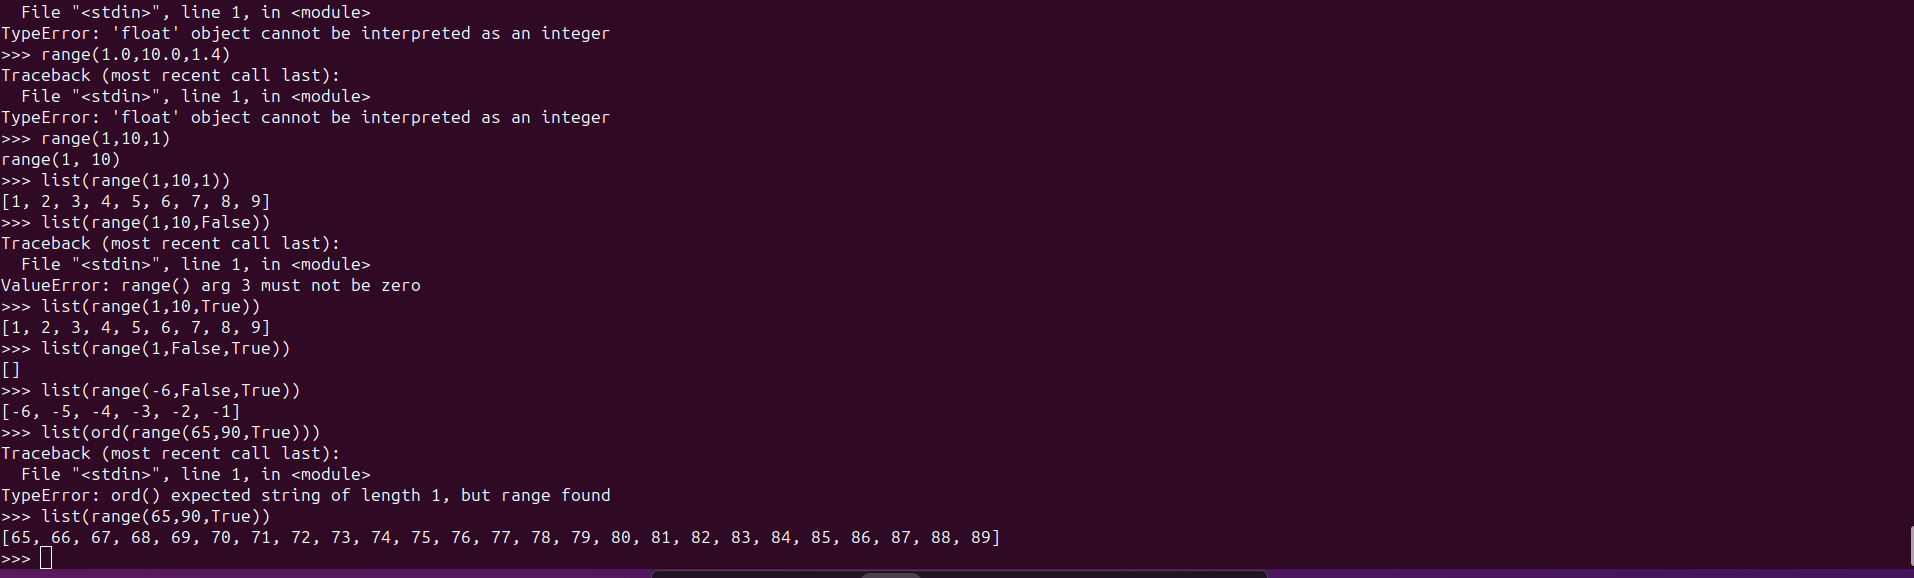 File "<stdin>", line 1, in <module>
TypeError: 'float' object cannot be interpreted as an integer
>>> range(1.0,10.0,1.4)
Traceback (most recent call last):
  File "<stdin>", line 1, in <module>
TypeError: 'float' object cannot be interpreted as an integer
>>> range(1,10,1)
range(1, 10)
>>> list(range(1,10,1))
[1, 2, 3, 4, 5, 6, 7, 8, 9]
>>> list(range(1,10,False))
Traceback (most recent call last):
  File "<stdin>", line 1, in <module>
ValueError: range() arg 3 must not be zero
>>> list(range(1,10,True))
[1, 2, 3, 4, 5, 6, 7, 8, 9]
>>> list(range(1,False,True))
[]
>>> list(range(-6,False,True))
[-6, -5, -4, -3, -2, -1]
>>> list(ord(range(65,90,True)))
Traceback (most recent call last):
  File "<stdin>", line 1, in <module>
TypeError: ord() expected string of length 1, but range found
>>> list(range(65,90,True))
[65, 66, 67, 68, 69, 70, 71, 72, 73, 74, 75, 76, 77, 78, 79, 80, 81, 82, 83, 84, 85, 86, 87, 88, 89]
>>>